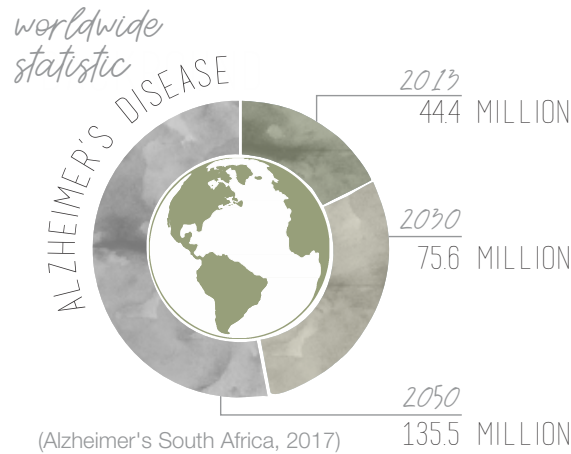 worldwide
statistic
ALZHEIMER'S DISEASE
2013
44.4 MILLION
2030
75.6 MILLION
2050
135.5 MILLION
(Alzheimer's South Africa, 2017)